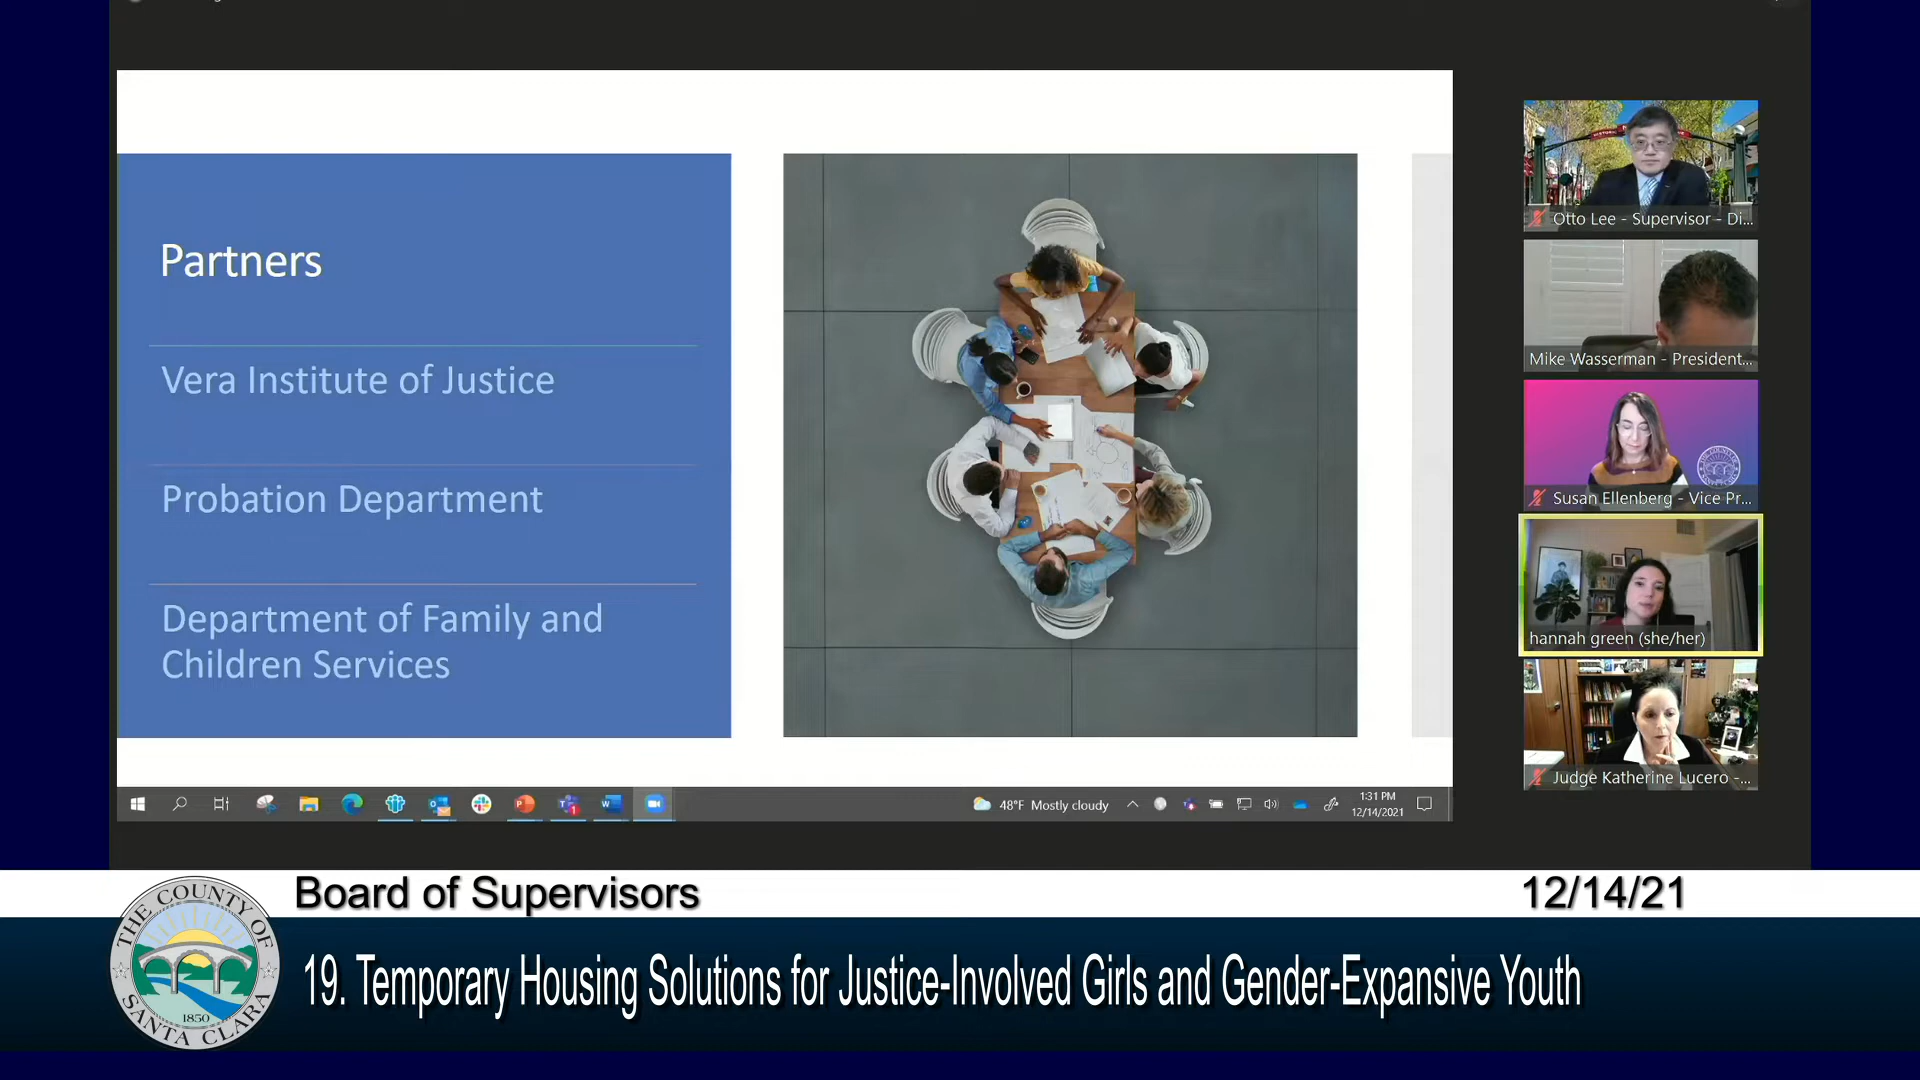 Partners
Vera Institute of Justice
Probation Department
Department of Family and
Children Services
Otto Lee - Supervisor - Di...
Mike Wasserman - President...
Susan Ellenberg - Vice Pr...
hannah green (she/her)
Judge Katherine Lucero -...
48°F Mostly cloudy
1:31 PM
12/14/2021
Board of Supervisors
12/14/21
THE COUNTY OF
SANTA CLARA
1850
19. Temporary Housing Solutions for Justice-Involved Girls and Gender-Expansive Youth